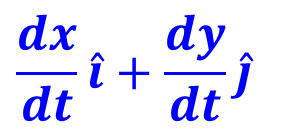 dx/dt î + dy/dt ĵ